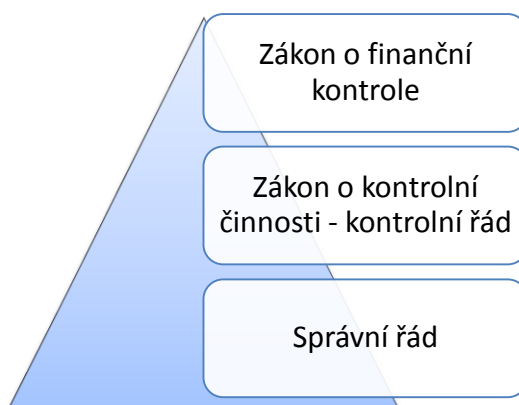 Zákon o finanční
kontrole
Zákon o kontrolní
činnosti - kontrolní řád
Správní řád